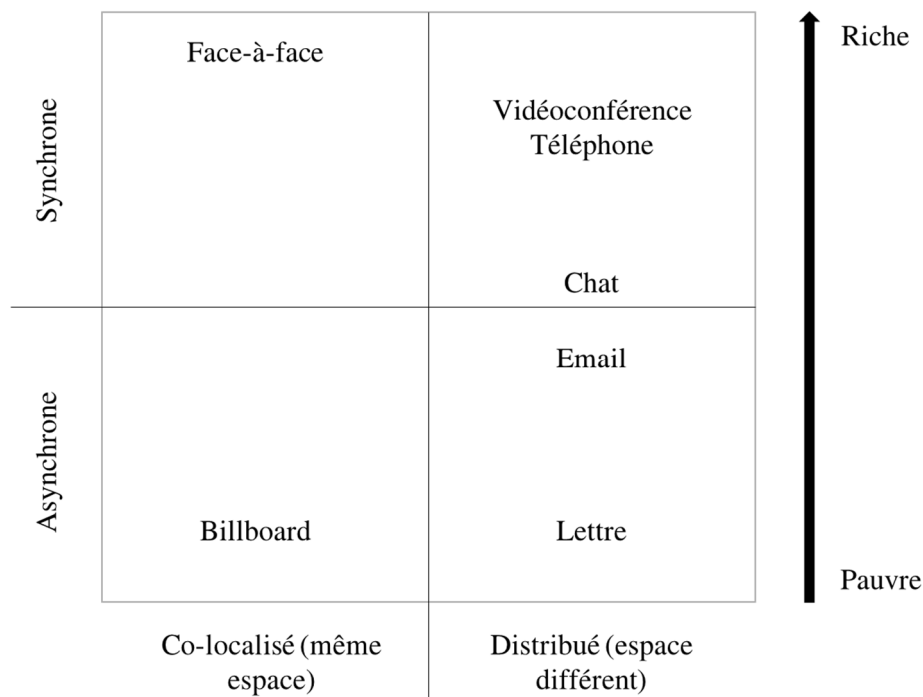 Face-à-face
Riche
Vidéoconférence
Téléphone
Synchrone
Chat
Email
Asynchrone
Billboard
Lettre
Pauvre
Co-localisé (même
espace)
Distribué (espace
différent)